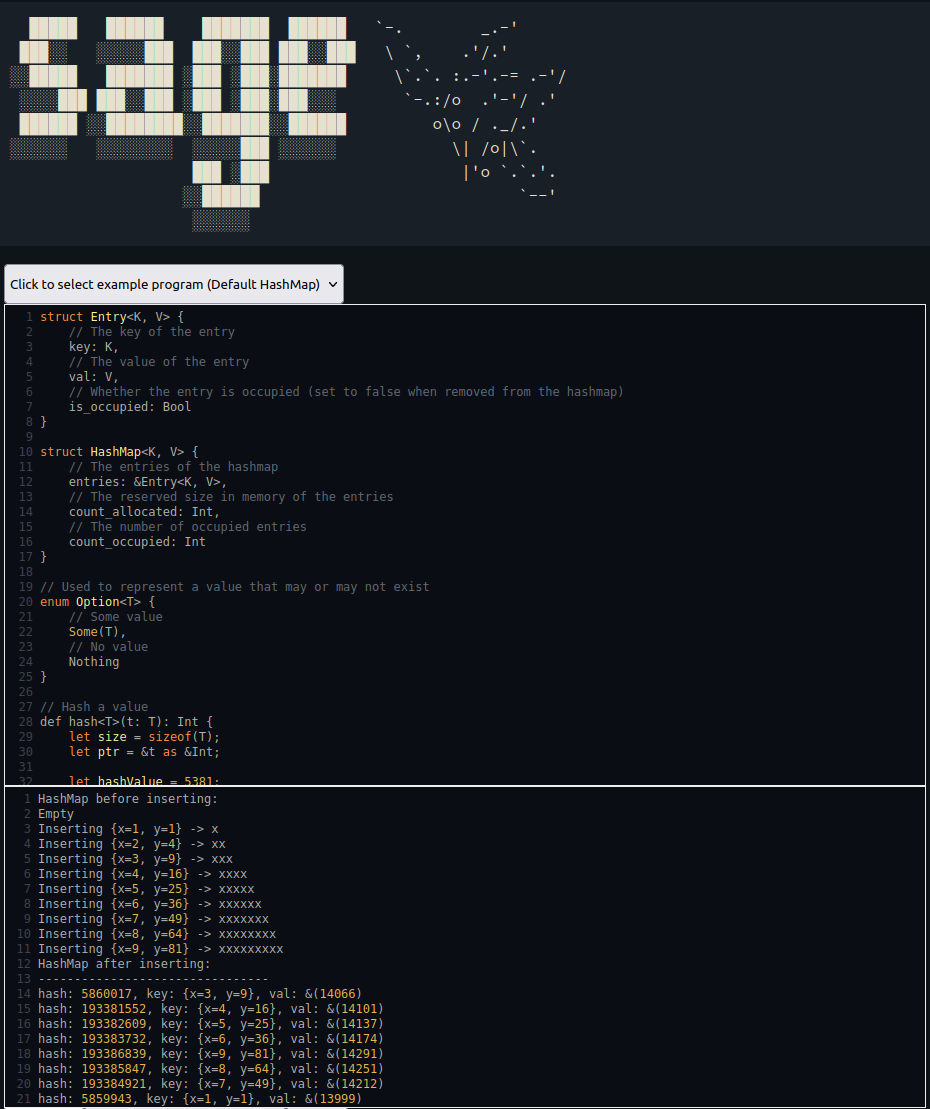 sage
Click to select example program (Default HashMap)
1 struct Entry<K, V> {
2     // The key of the entry
3     key: K,
4     // The value of the entry
5     val: V,
6     // Whether the entry is occupied (set to false when removed from the hashmap)
7     is_occupied: Bool
8 }
9
10 struct HashMap<K, V> {
11     // The entries of the hashmap
12     entries: &Entry<K, V>,
13     // The reserved size in memory of the entries
14     count_allocated: Int,
15     // The number of occupied entries
16     count_occupied: Int
17 }
18
19 // Used to represent a value that may or may not exist
20 enum Option<T> {
21     // Some value
22     Some(T),
23     // No value
24     Nothing
25 }
26
27 // Hash a value
28 def hash<T>(t: T): Int {
29     let size = sizeof(T);
30     let ptr = &t as &Int;
31
32     let hashValue = 5381;
1 HashMap before inserting:
2 Empty
3 Inserting {x=1, y=1} -> x
4 Inserting {x=2, y=4} -> xx
5 Inserting {x=3, y=9} -> xxx
6 Inserting {x=4, y=16} -> xxxx
7 Inserting {x=5, y=25} -> xxxxx
8 Inserting {x=6, y=36} -> xxxxxx
9 Inserting {x=7, y=49} -> xxxxxxx
10 Inserting {x=8, y=64} -> xxxxxxxx
11 Inserting {x=9, y=81} -> xxxxxxxxx
12 HashMap after inserting:
13 --------------------------------
14 hash: 5860017, key: {x=3, y=9}, val: &(14066)
15 hash: 193381552, key: {x=4, y=16}, val: &(14101)
16 hash: 193382609, key: {x=5, y=25}, val: &(14137)
17 hash: 193383732, key: {x=6, y=36}, val: &(14174)
18 hash: 193386839, key: {x=9, y=81}, val: &(14291)
19 hash: 193385847, key: {x=8, y=64}, val: &(14251)
20 hash: 193384921, key: {x=7, y=49}, val: &(14212)
21 hash: 5859943, key: {x=1, y=1}, val: &(13999)